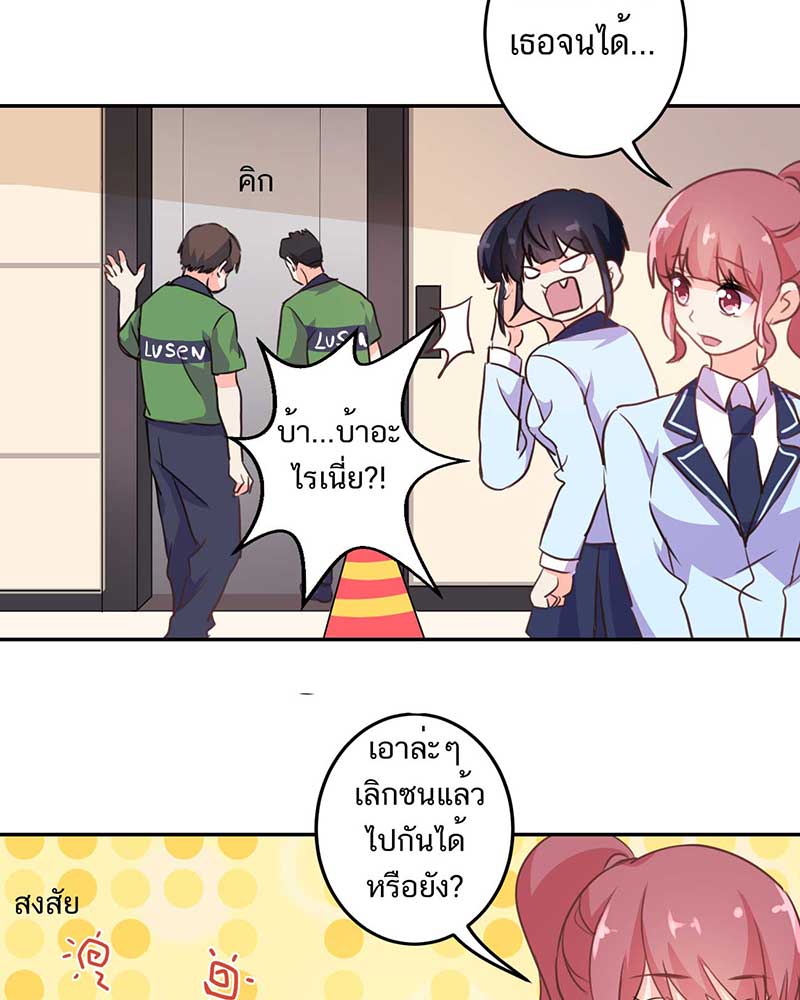 เธอจนได้...
คิก
LUSEN
LUSEN
บ้า...บ้าอะ
ไรเนี่ย?!
เอาล่ะๆ
เลิกซนแล้ว
ไปกันได้
หรือยัง?
สงสัย